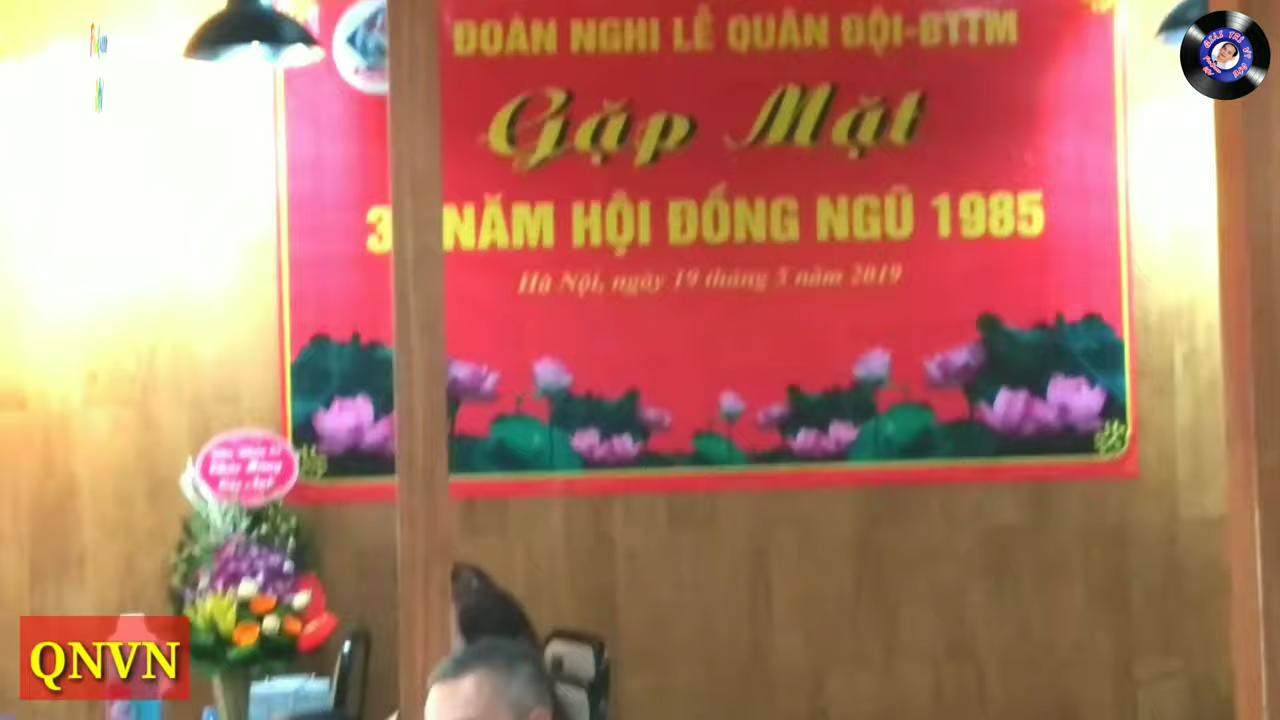 ĐOÀN NGHI LỄ QUÂN ĐỘI-BTTM
Gặp Mặt
3 NĂM HỘI ĐỒNG NGŨ 1985
Hà Nội, ngày 19 tháng 5 năm 2019
QNVN